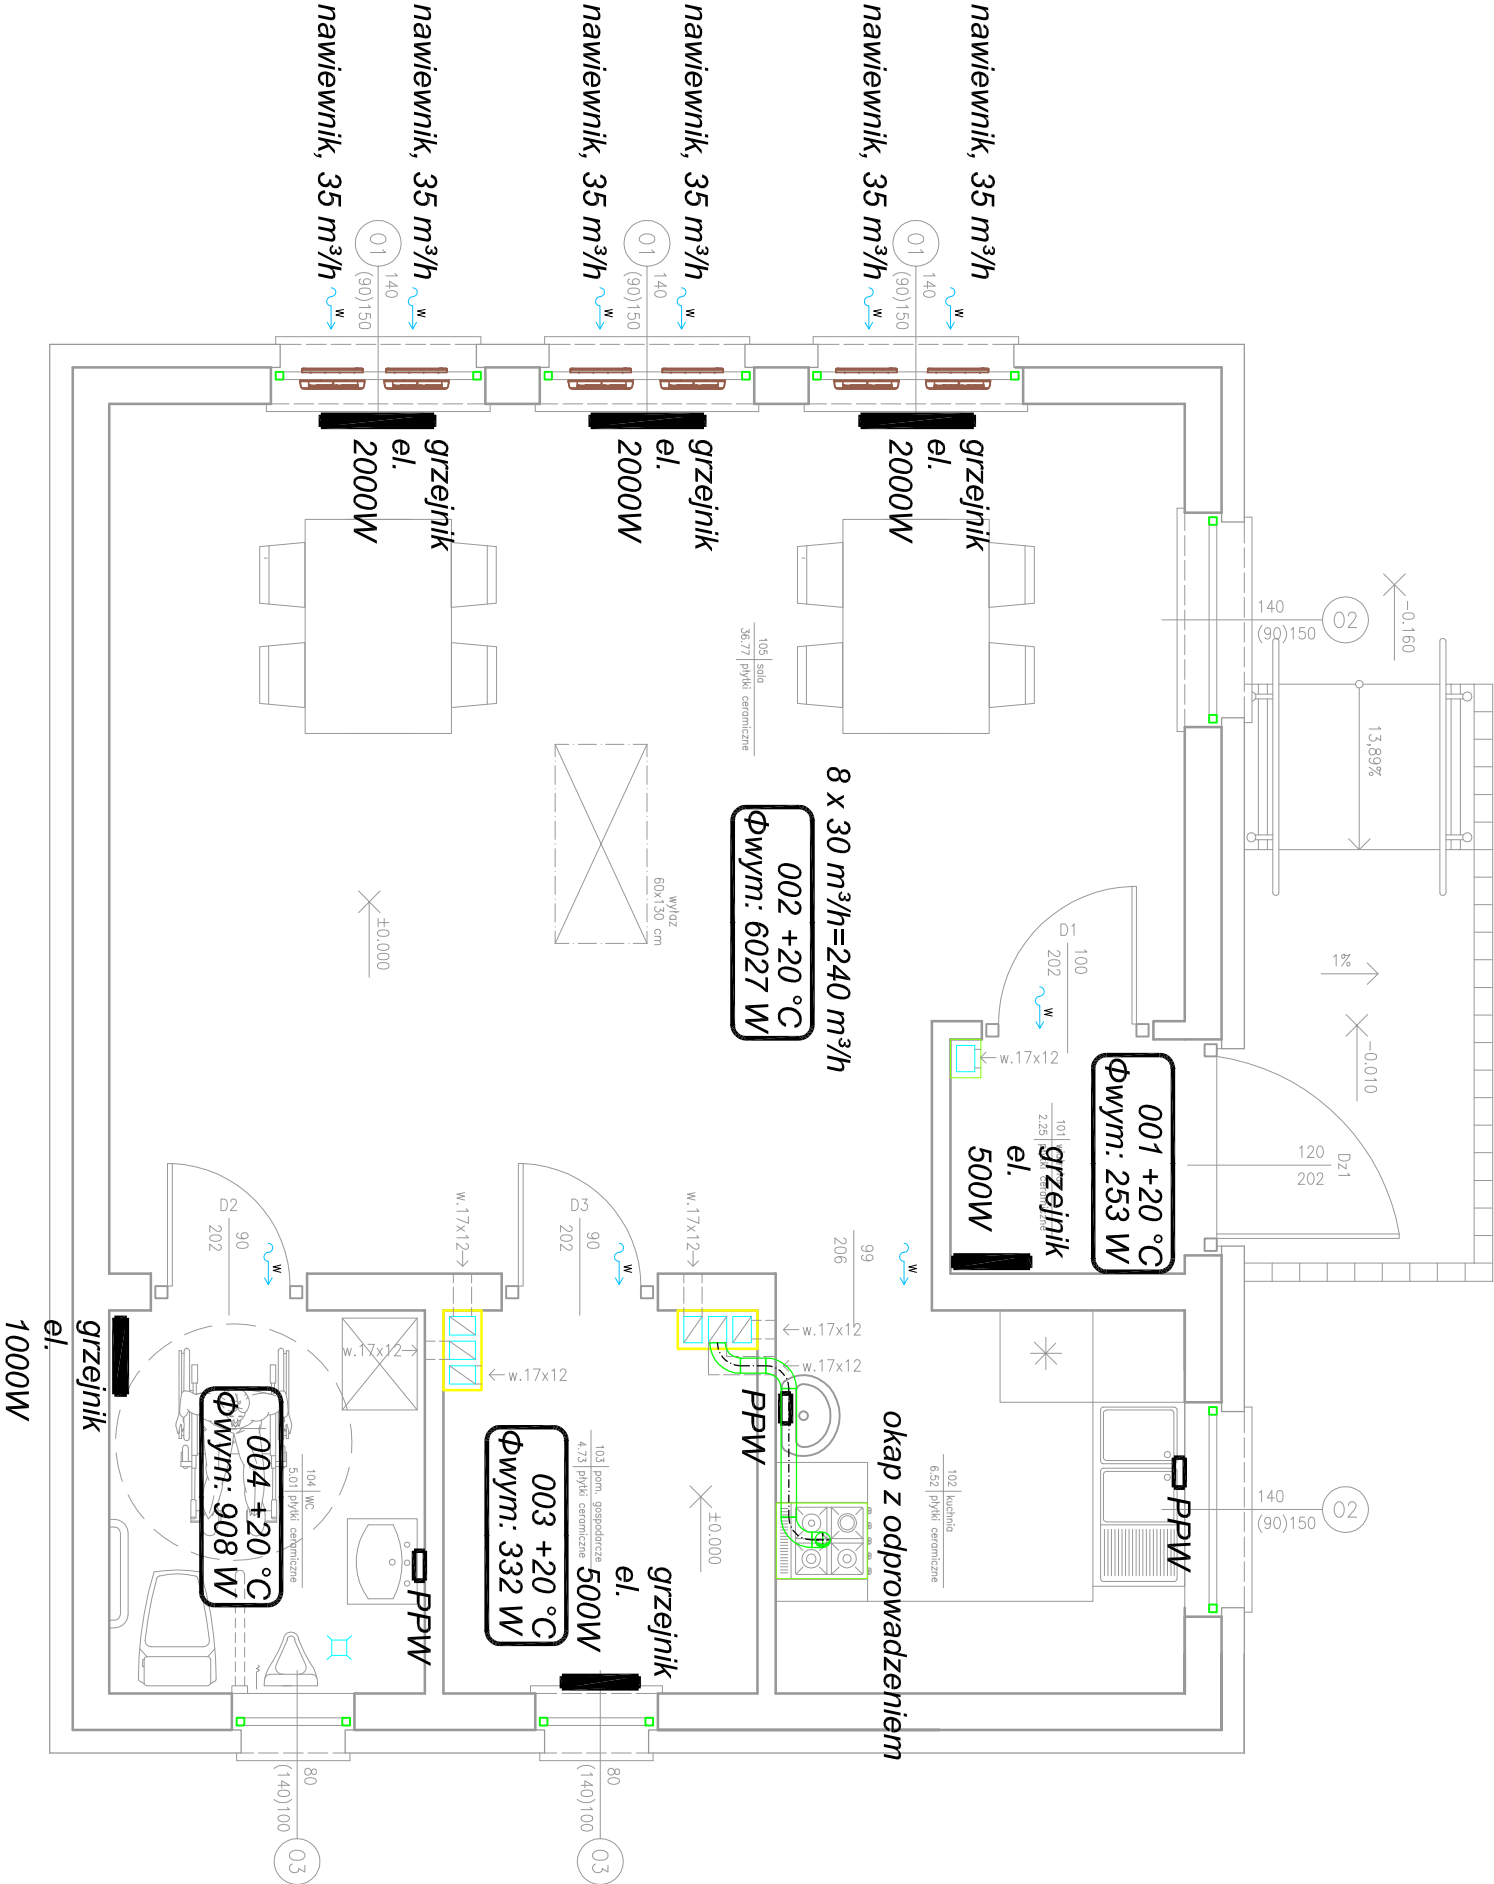 nawiewnik, 35 m³/h
nawiewnik, 35 m³/h
nawiewnik, 35 m³/h
nawiewnik, 35 m³/h
nawiewnik, 35 m³/h
nawiewnik, 35 m³/h
w
w
w
w
w
w
01
140
(90)150
01
140
(90)150
01
140
(90)150
grzejnik
el.
2000W
grzejnik
el.
2000W
grzejnik
el.
2000W
02
140
(90)150
-0.160
13,89%
1%
-0.010
105 sala
36.77 płytki ceramiczne
8 x 30 m³/h=240 m³/h
002 +20 °C
Φwym: 6027 W
wyłaz
60x130 cm
±0.000
D1
100
202
w
w.17x12
001 +20 °C
Φwym: 253 W
101
2.25
grzejnik
el.
500W
Dz1
120
202
D2
90
202
w
w.17x12
D3
90
202
w
w.17x12
99
206
w
w.17x12
w.17x12
w.17x12
w.17x12
grzejnik
el.
1000W
004 +20 °C
Φwym: 908 W
104 WC
5.01 płytki ceramiczne
PPW
003 +20 °C
Φwym: 332 W
103 pom. gospodarcze
4.73 płytki ceramiczne
grzejnik
el.
500W
±0.000
PPW
okap z odprowadzeniem
102 kuchnia
6.52 płytki ceramiczne
PPW
02
140
(90)150
80
(140)100
03
80
(140)100
03